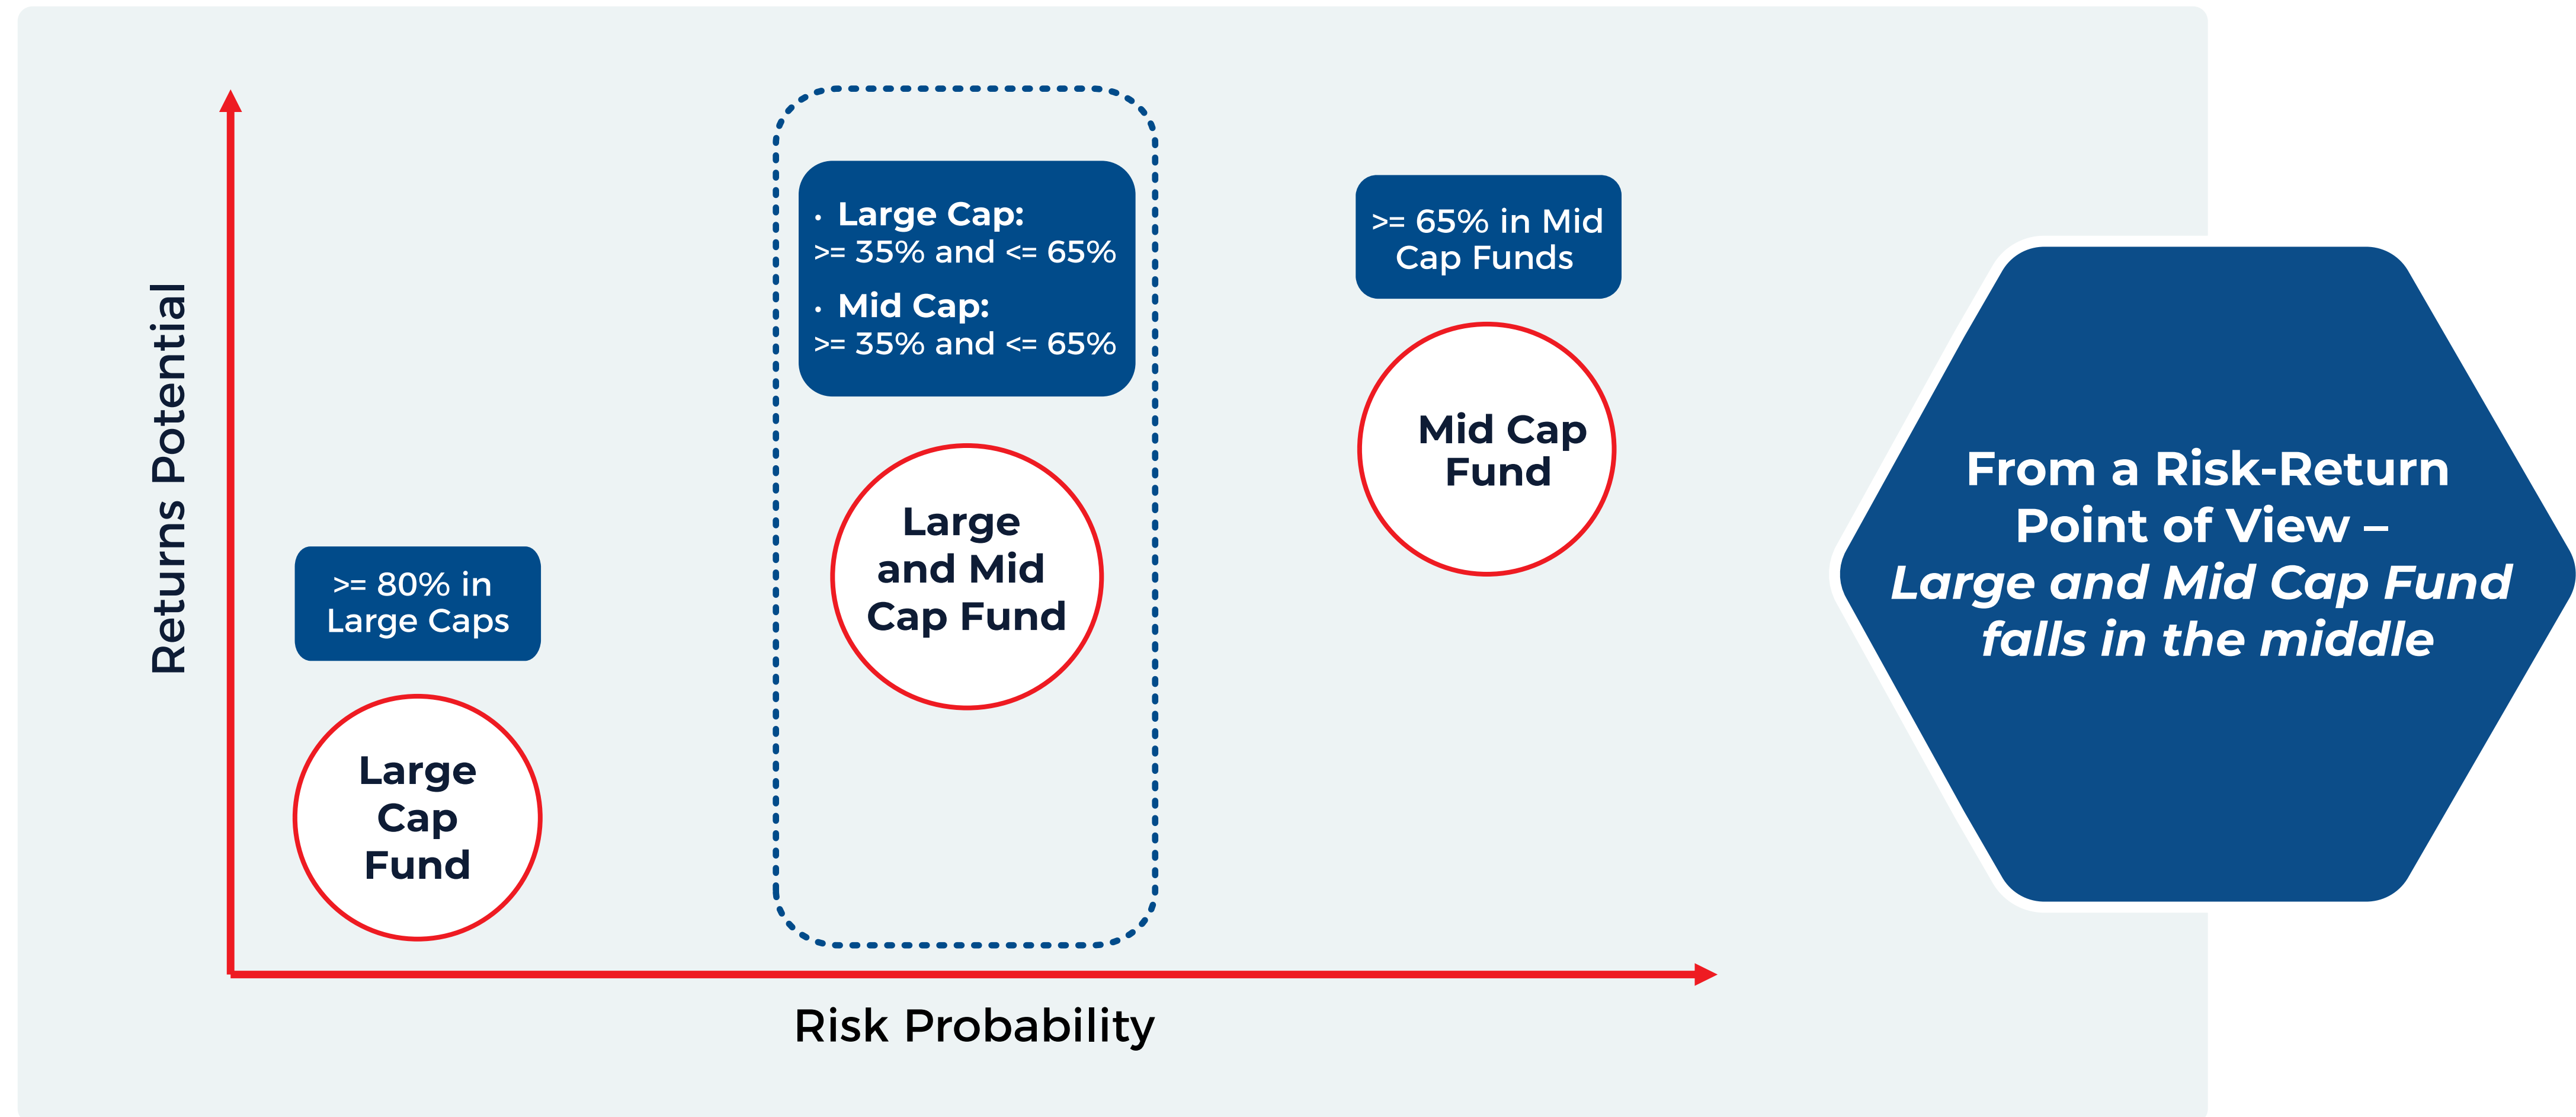 Returns Potential
>= 80% in
Large Caps
Large
Cap
Fund
· Large Cap:
>= 35% and <= 65%
· Mid Cap:
>= 35% and <= 65%
Large
and Mid
Cap Fund
>= 65% in Mid
Cap Funds
Mid Cap
Fund
Risk Probability
From a Risk-Return
Point of View –
Large and Mid Cap Fund
falls in the middle